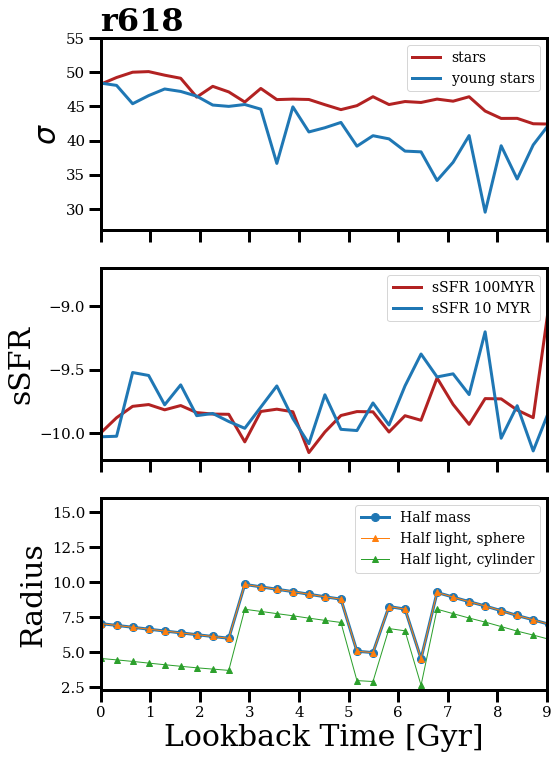 r618
55
50
45
40
35
30
σ
stars
young stars
−9.0
−9.5
−10.0
sSFR
sSFR 100MYR
sSFR 10 MYR
15.0
12.5
10.0
7.5
5.0
2.5
Radius
Half mass
Half light, sphere
Half light, cylinder
0 1 2 3 4 5 6 7 8 9
Lookback Time [Gyr]